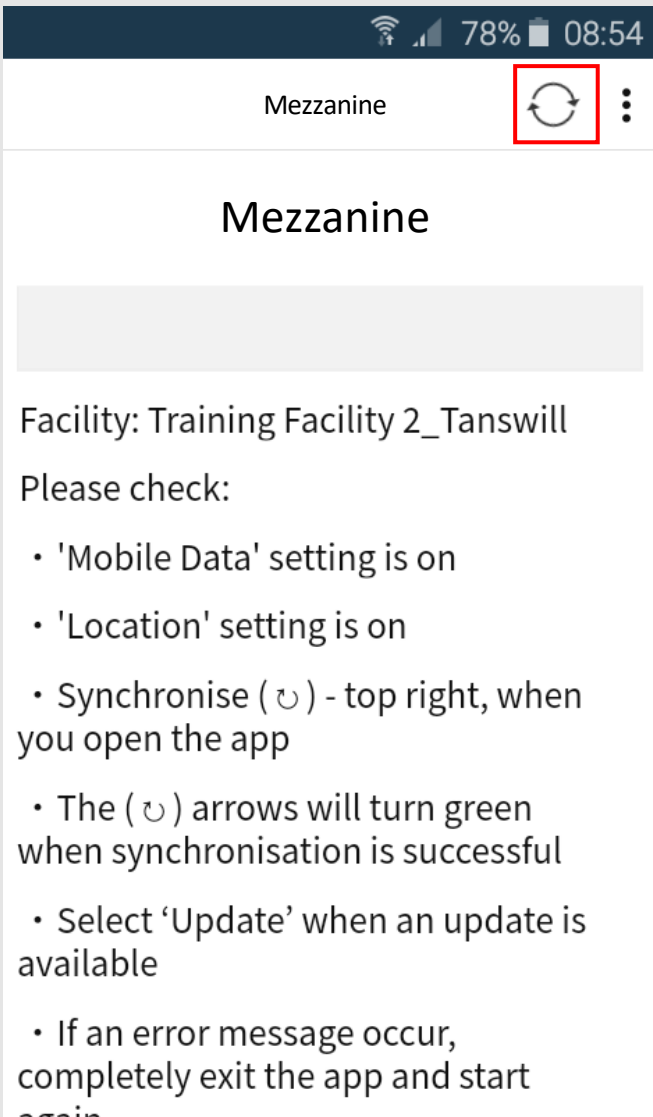 78% 08:54
Mezzanine
Mezzanine
Facility: Training Facility 2_Tanswill
Please check:
• 'Mobile Data' setting is on
• 'Location' setting is on
• Synchronise ( ↻ ) - top right, when
you open the app
• The ( ↻ ) arrows will turn green
when synchronisation is successful
• Select ‘Update’ when an update is
available
• If an error message occur,
completely exit the app and start
again